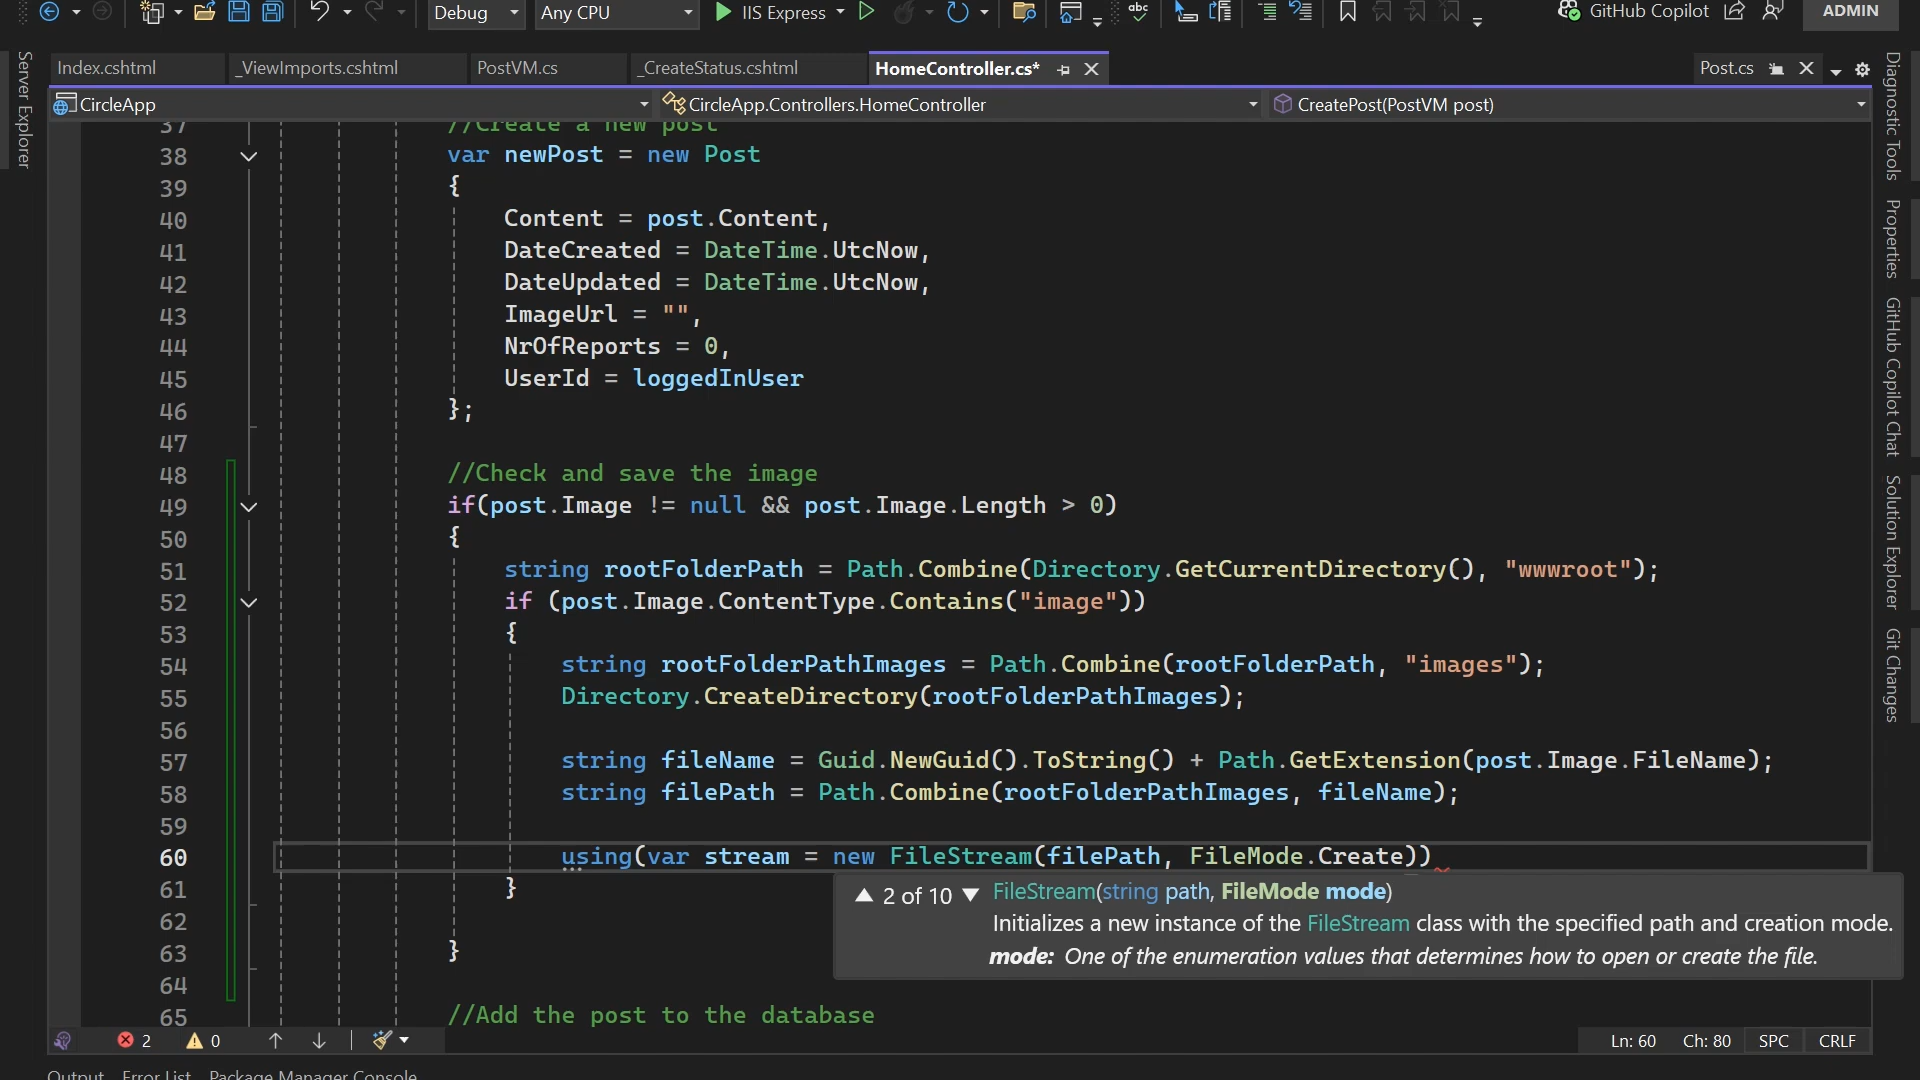 Debug
Any CPU
IIS Express
GitHub Copilot
ADMIN
Server Explorer
Index.cshtml
_ViewImports.cshtml
PostVM.cs
_CreateStatus.cshtml
HomeController.cs*
Post.cs
CircleApp
CircleApp.Controllers.HomeController
CreatePost(PostVM post)
37 //Create a new post
38 var newPost = new Post
39 {
40 Content = post.Content,
41 DateCreated = DateTime.UtcNow,
42 DateUpdated = DateTime.UtcNow,
43 ImageUrl = "",
44 NrOfReports = 0,
45 UserId = loggedInUser
46 };
47
48 //Check and save the image
49 if(post.Image != null && post.Image.Length > 0)
50 {
51 string rootFolderPath = Path.Combine(Directory.GetCurrentDirectory(), "wwwroot");
52 if (post.Image.ContentType.Contains("image"))
53 {
54 string rootFolderPathImages = Path.Combine(rootFolderPath, "images");
55 Directory.CreateDirectory(rootFolderPathImages);
56
57 string fileName = Guid.NewGuid().ToString() + Path.GetExtension(post.Image.FileName);
58 string filePath = Path.Combine(rootFolderPathImages, fileName);
59
60 using(var stream = new FileStream(filePath, FileMode.Create))
61 }
62
63 }
64
65 //Add the post to the database
▲ 2 of 10 ▼ FileStream(string path, FileMode mode)
Initializes a new instance of the FileStream class with the specified path and creation mode.
mode: One of the enumeration values that determines how to open or create the file.
Diagnostic Tools
Properties
GitHub Copilot Chat
Solution Explorer
Git Changes
2
0
Ln: 60
Ch: 80
SPC
CRLF
Output
Error List
Package Manager Console